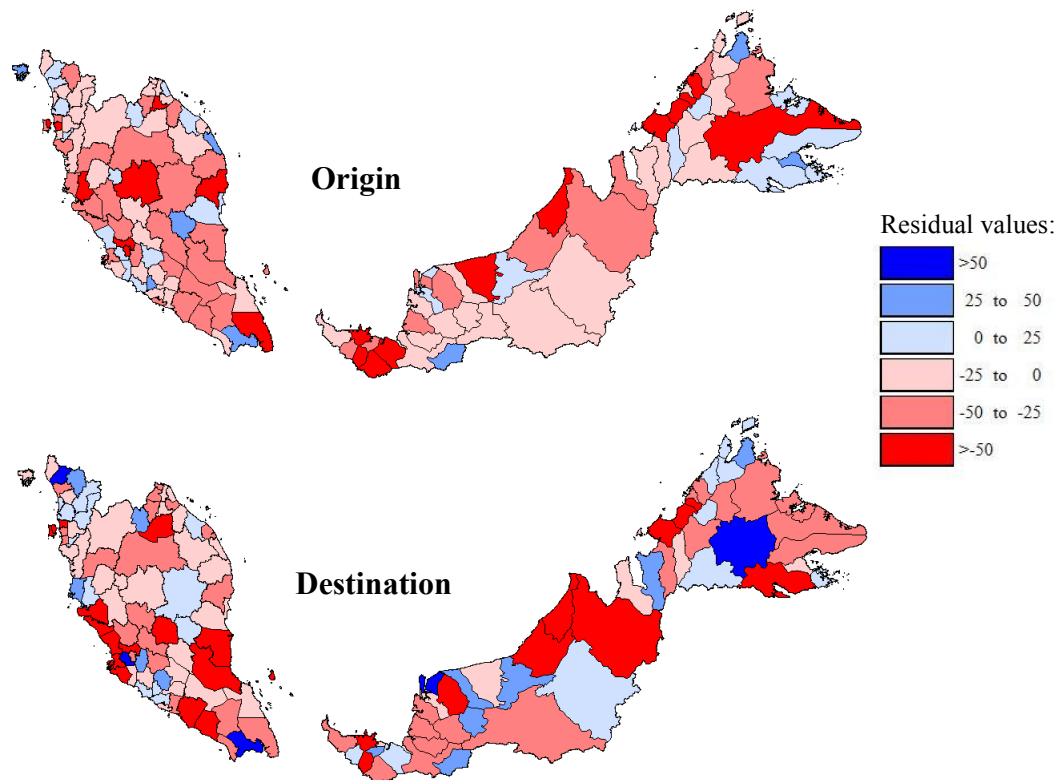 Origin
Residual values:
>50
25 to 50
0 to 25
-25 to 0
-50 to -25
>-50
Destination